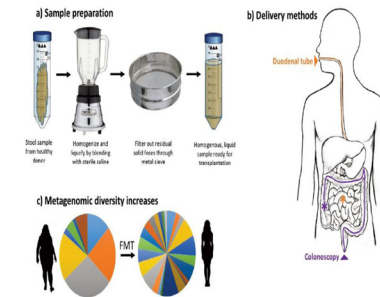 a) Sample preparation
Stool sample
from healthy
donor
Homogenize and
liquefy by blending
with sterile saline
Filter out residual
solid feces through
metal sieve
Homogenous, liquid
sample ready for
transplantation
b) Delivery methods
Duodenal tube
Colonoscopy
*
c) Metagenomic diversity increases
FMT